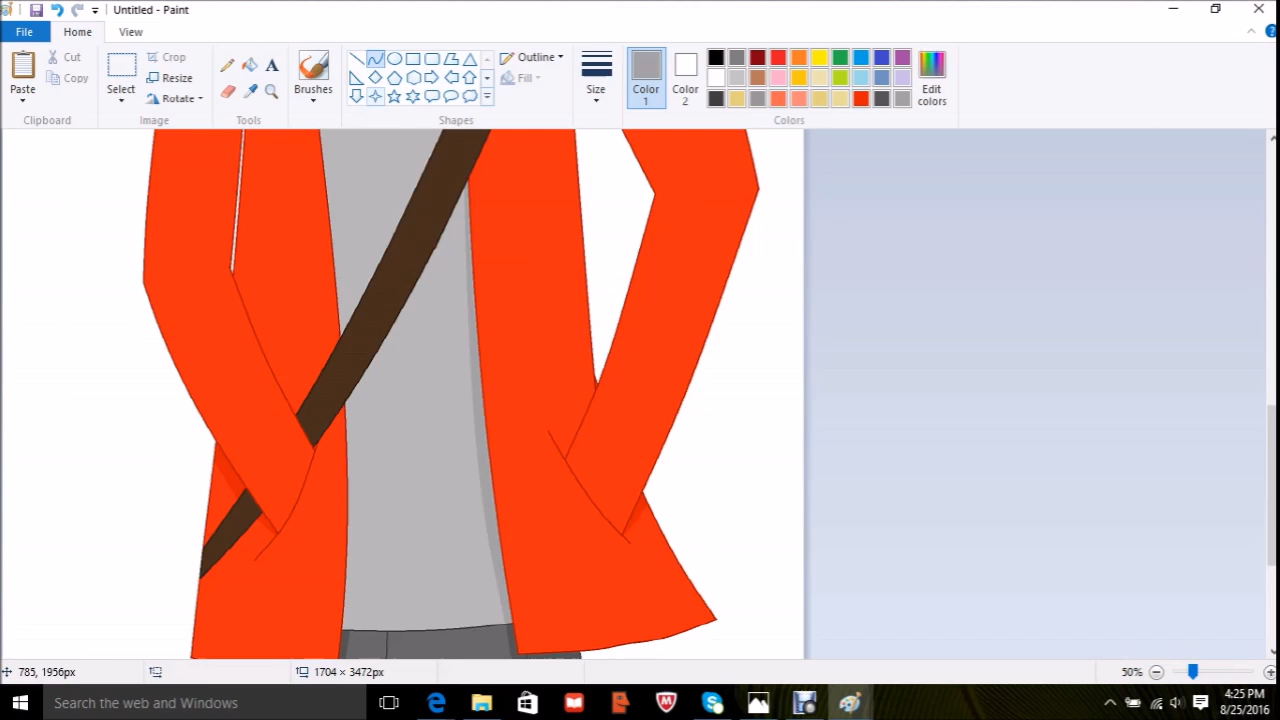 Untitled - Paint
File Home View
Paste
Cut
Copy
Clipboard
Select
Crop
Resize
Rotate
Image
A
Tools
Brushes
Outline
Fill
Shapes
Size
Color 1
Color 2
Edit colors
Colors
785, 1956px
1704 × 3472px
50%
Search the web and Windows
4:25 PM
8/25/2016